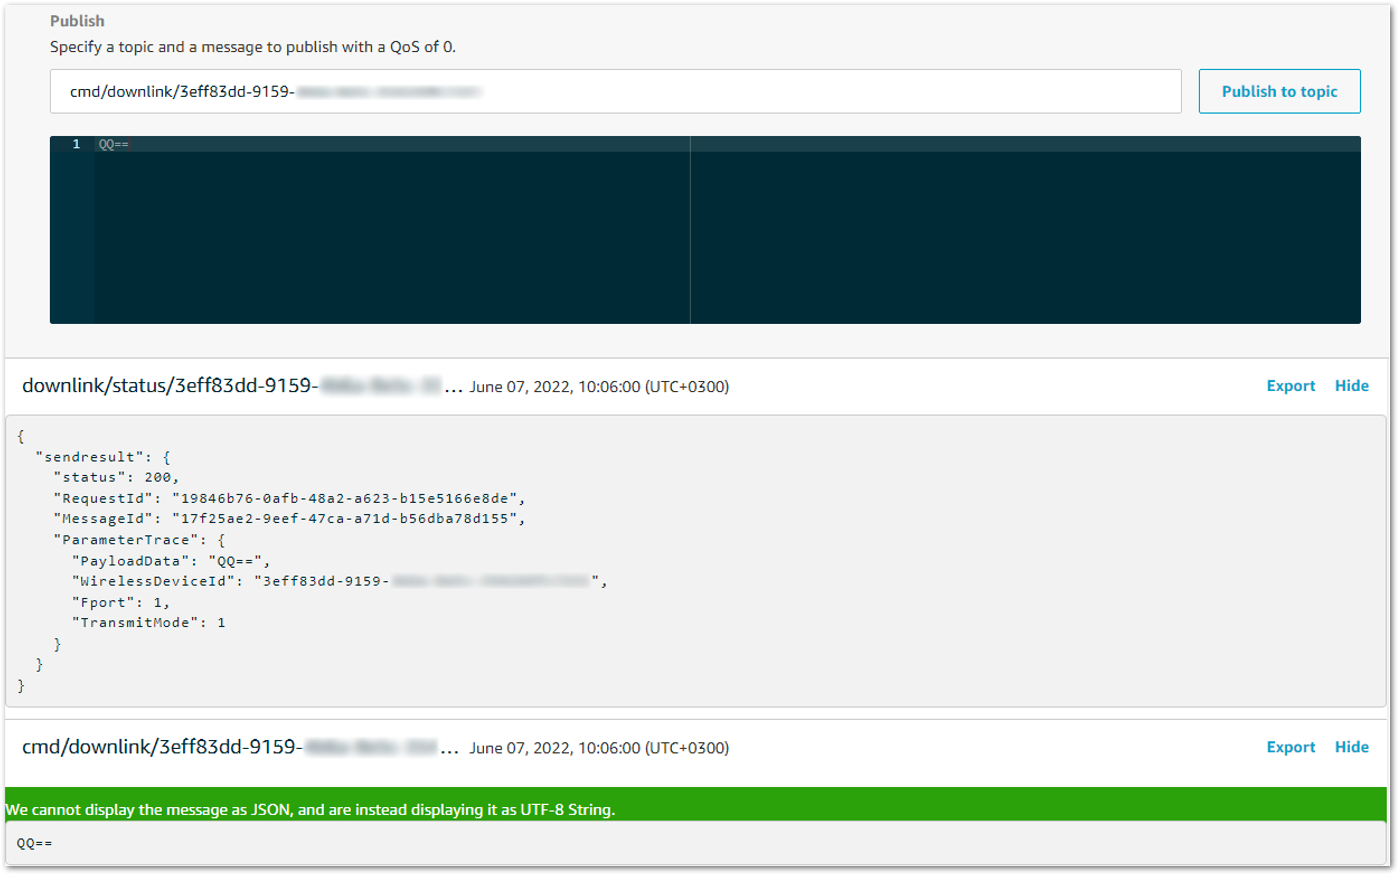 Publish
Specify a topic and a message to publish with a QoS of 0.
cmd/downlink/3eff83dd-9159-
Publish to topic
1 QQ==
downlink/status/3eff83dd-9159- ... June 07, 2022, 10:06:00 (UTC+0300) Export Hide
{
"sendresult": {
"status": 200,
"RequestId": "19846b76-0afb-48a2-a623-b15e5166e8de",
"MessageId": "17f25ae2-9eef-47ca-a71d-b56dba78d155",
"ParameterTrace": {
"PayloadData": "QQ==",
"WirelessDeviceId": "3eff83dd-9159- ",
"Fport": 1,
"TransmitMode": 1
}
}
}
cmd/downlink/3eff83dd-9159- ... June 07, 2022, 10:06:00 (UTC+0300) Export Hide
We cannot display the message as JSON, and are instead displaying it as UTF-8 String.
QQ==